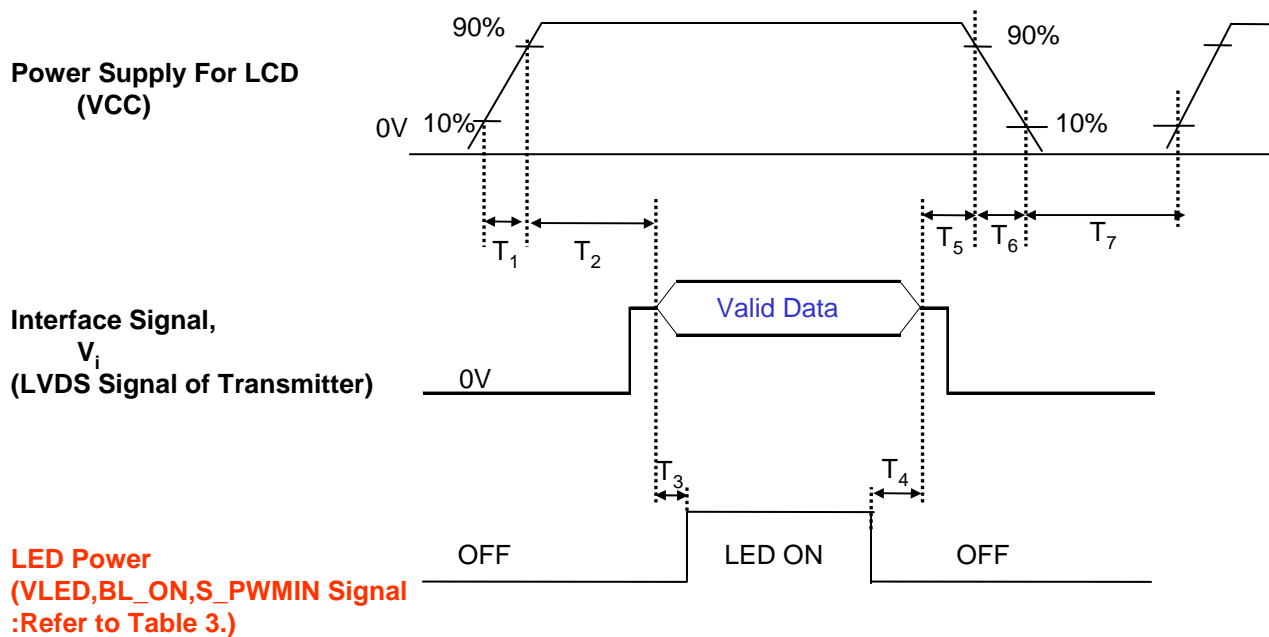 90%
90%
Power Supply For LCD
(VCC)
0V
10%
10%
T1
T2
T5
T6
T7
Valid Data
Interface Signal,
Vi
(LVDS Signal of Transmitter)
0V
T3
T4
OFF
LED ON
OFF
LED Power
(VLED,BL_ON,S_PWMIN Signal
:Refer to Table 3.)